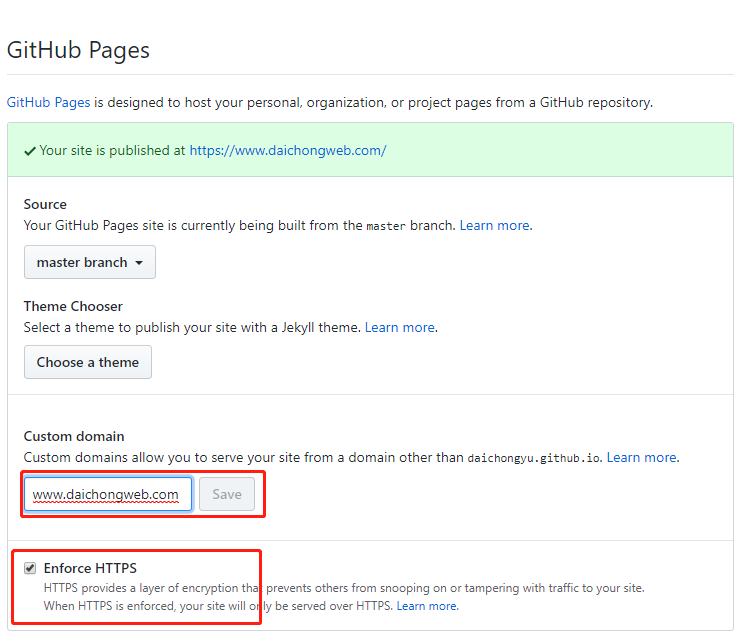 GitHub Pages
GitHub Pages is designed to host your personal, organization, or project pages from a GitHub repository.
✓ Your site is published at https://www.daichongweb.com/
Source
Your GitHub Pages site is currently being built from the master branch. Learn more.
master branch
Theme Chooser
Select a theme to publish your site with a Jekyll theme. Learn more.
Choose a theme
Custom domain
Custom domains allow you to serve your site from a domain other than daichongyu.github.io. Learn more.
www.daichongweb.com Save
Enforce HTTPS
HTTPS provides a layer of encryption that prevents others from snooping on or tampering with traffic to your site.
When HTTPS is enforced, your site will only be served over HTTPS. Learn more.